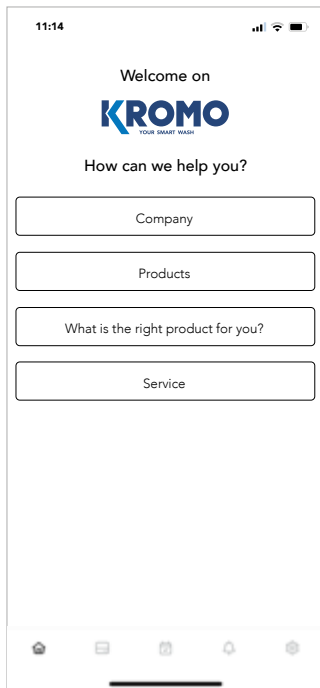 11:14
Welcome on
KROMO
YOUR SMART WASH
How can we help you?
Company
Products
What is the right product for you?
Service